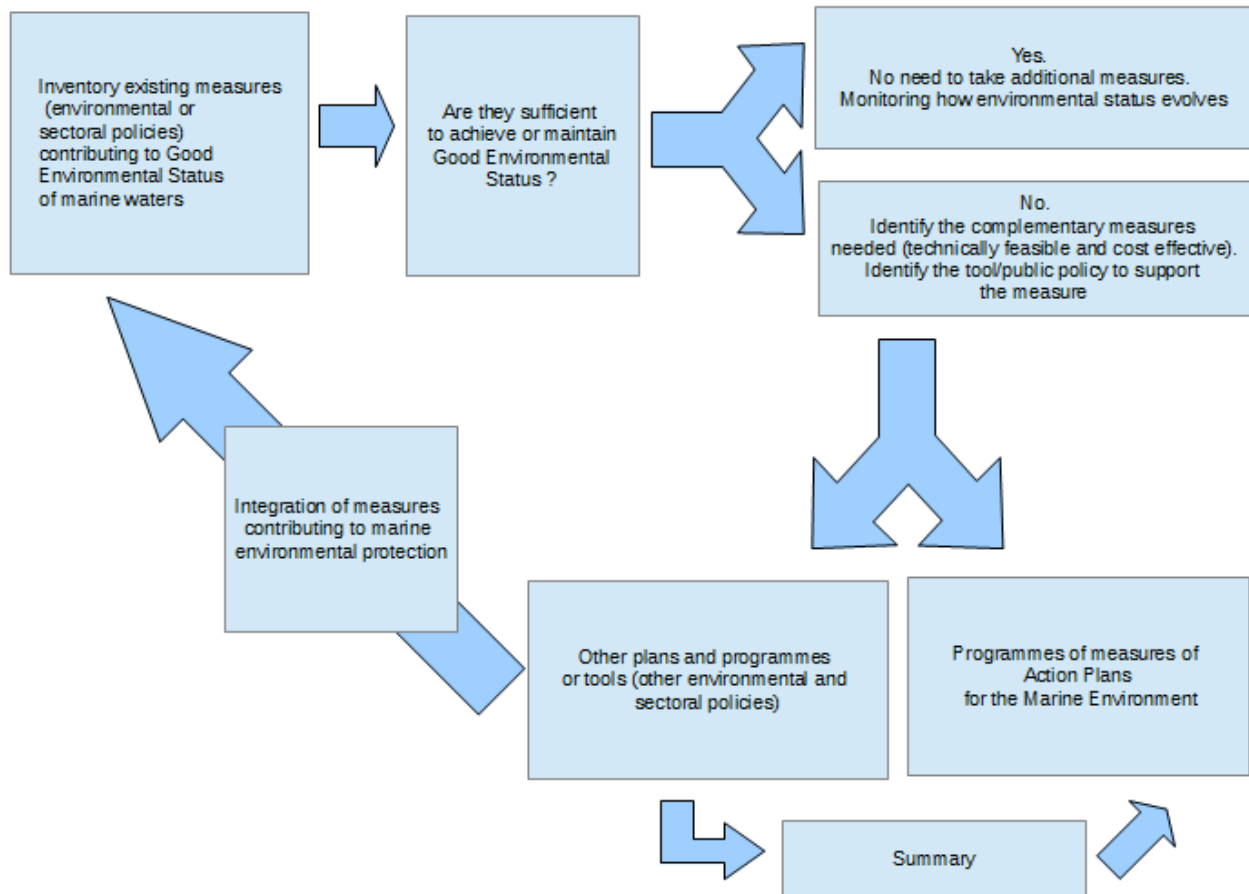 Inventory existing measures
(environmental or
sectoral policies)
contributing to Good
Environmental Status
of marine waters
Are they sufficient
to achieve or maintain
Good Environmental
Status ?
Yes.
No need to take additional measures.
Monitoring how environmental status evolves
No.
Identify the complementary measures
needed (technically feasible and cost effective).
Identify the tool/public policy to support
the measure
Integration of measures
contributing to marine
environmental protection
Other plans and programmes
or tools (other environmental and
sectoral policies)
Programmes of measures of
Action Plans
for the Marine Environment
Summary